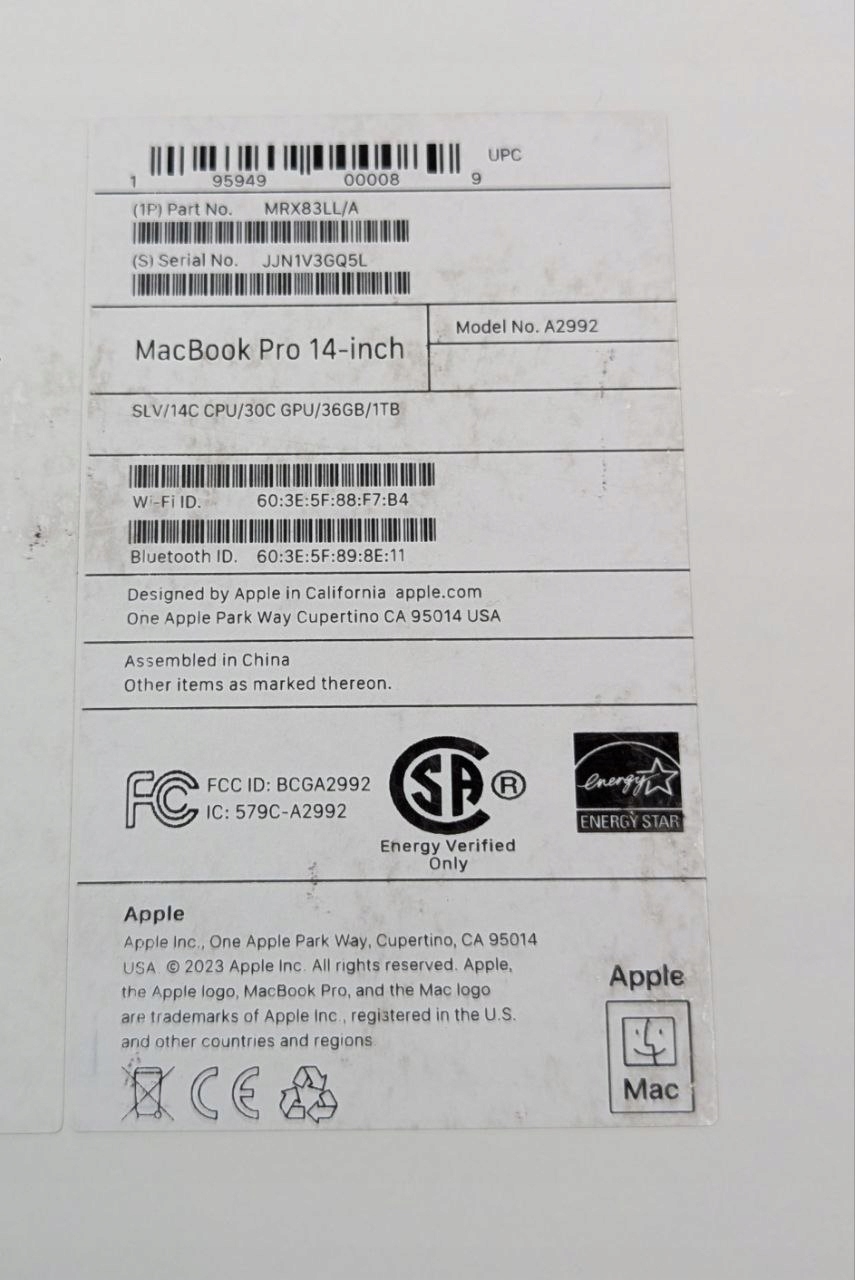 UPC
1 95949 00008 9
(1P) Part No. MRX83LL/A
(S) Serial No. JJN1V3GQ5L
MacBook Pro 14-inch
Model No. A2992
SLV/14C CPU/30C GPU/36GB/1TB
Wi-Fi ID. 60:3E:5F:88:F7:B4
Bluetooth ID. 60:3E:5F:89:8E:11
Designed by Apple in California apple.com
One Apple Park Way Cupertino CA 95014 USA
Assembled in China
Other items as marked thereon.
FC FCC ID: BCGA2992
IC: 579C-A2992
SA ®
Energy Verified
Only
energy
ENERGY STAR
Apple
Apple Inc., One Apple Park Way, Cupertino, CA 95014
USA © 2023 Apple Inc. All rights reserved. Apple,
the Apple logo, MacBook Pro, and the Mac logo
are trademarks of Apple Inc., registered in the U.S.
and other countries and regions
CE
Apple
Mac